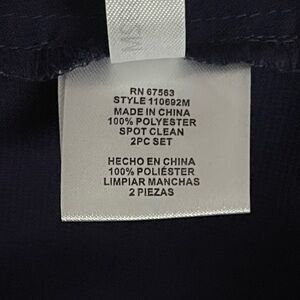 RN 67563
STYLE 110692M
MADE IN CHINA
100% POLYESTER
SPOT CLEAN
2PC SET
HECHO EN CHINA
100% POLIÉSTER
LIMPIAR MANCHAS
2 PIEZAS